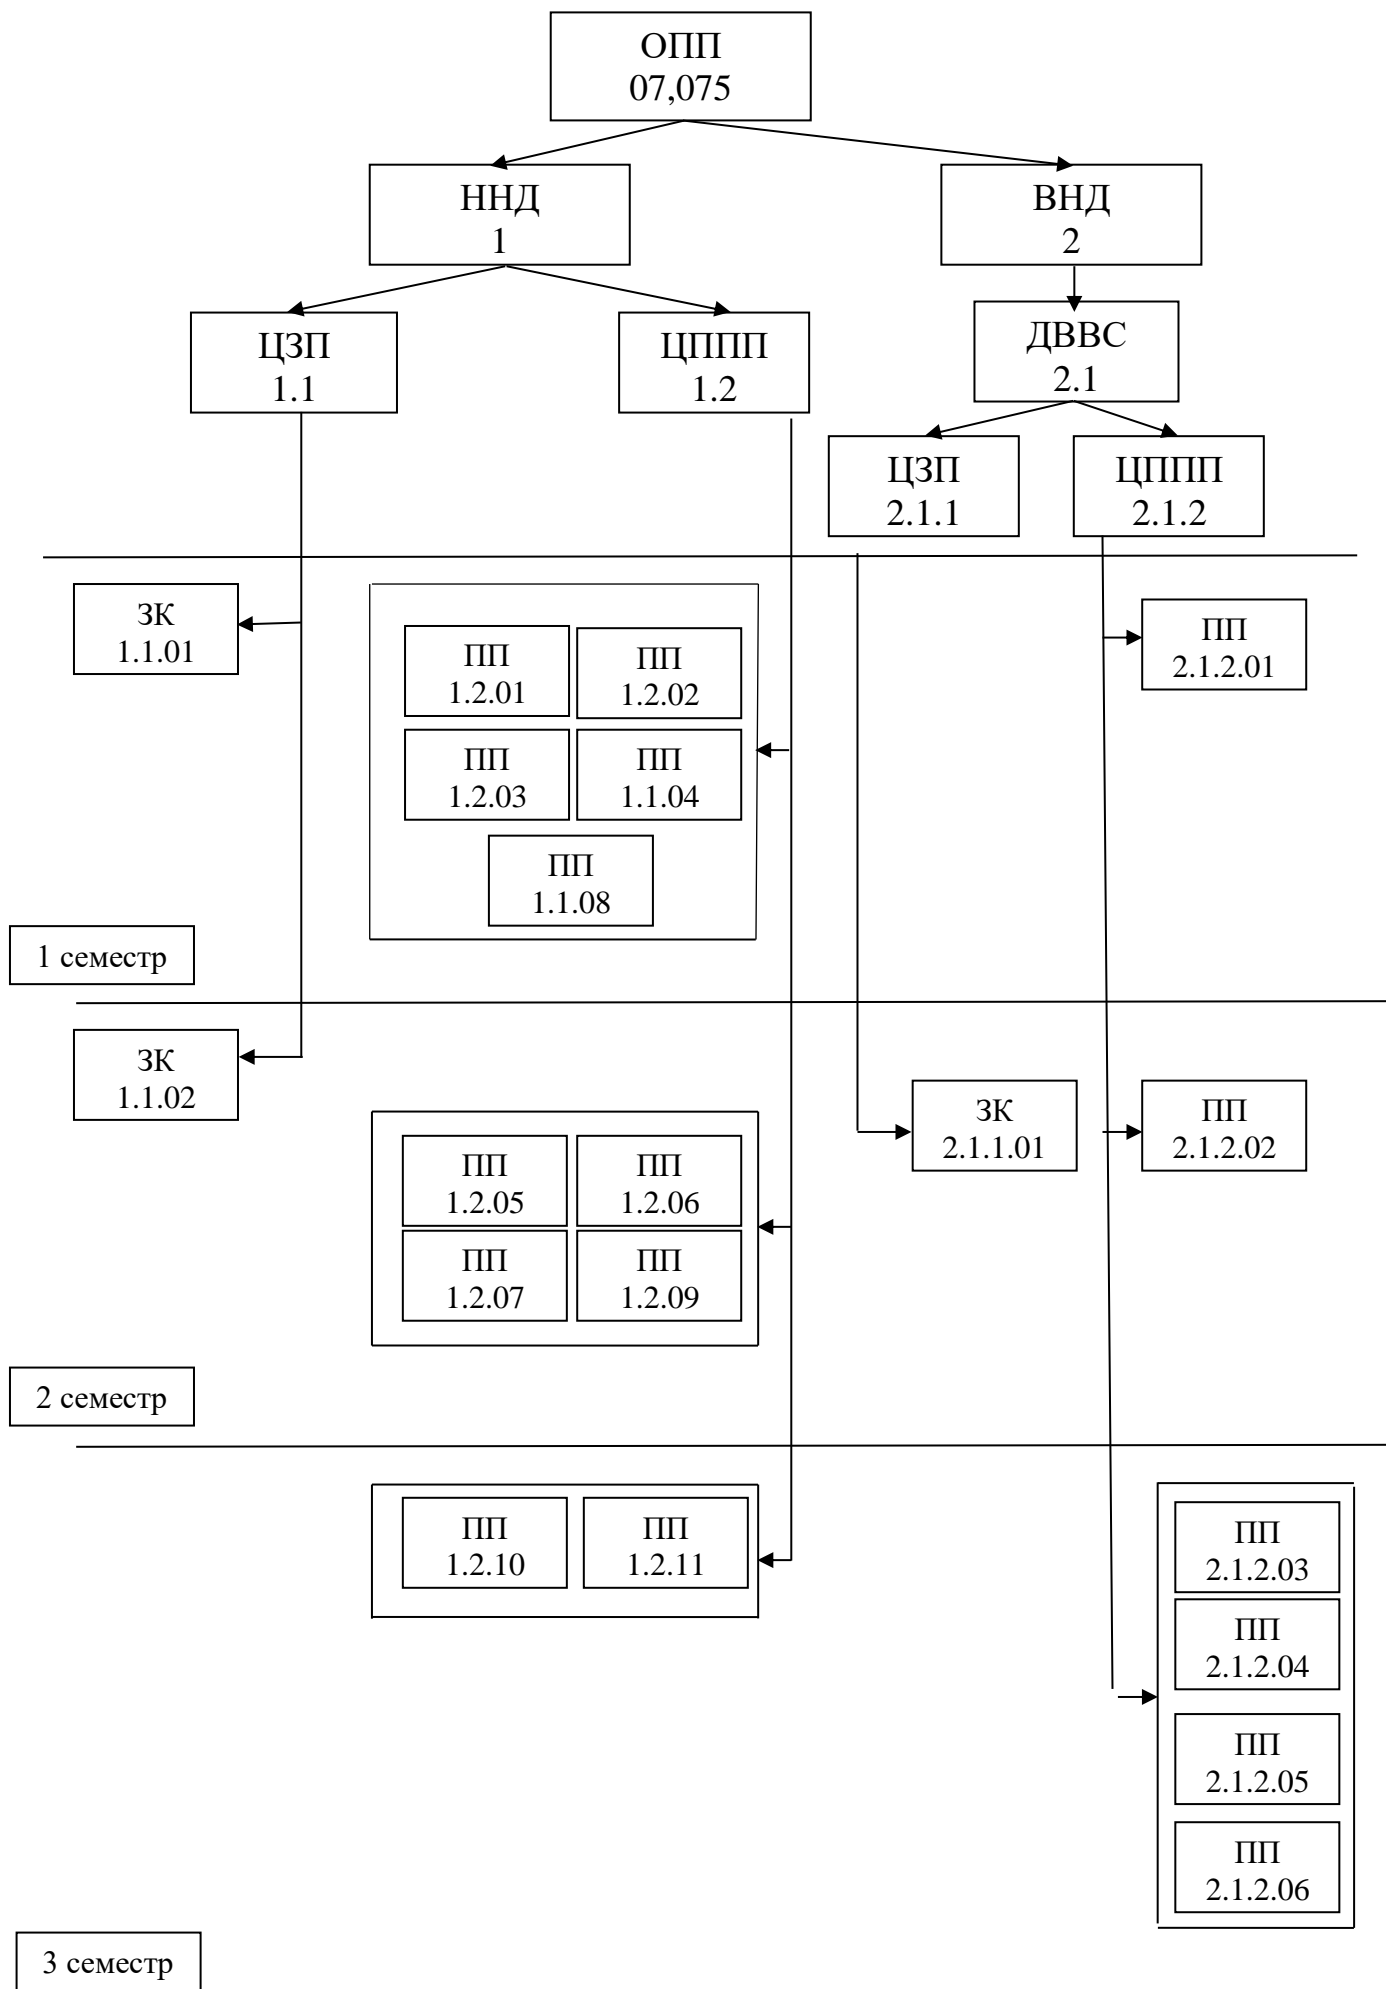 ОПП
07,075
ННД
1
ВНД
2
ЦЗП
1.1
ЦППП
1.2
ДВВС
2.1
ЦЗП
2.1.1
ЦППП
2.1.2
ЗК
1.1.01
ПП
1.2.01
ПП
1.2.02
ПП
2.1.2.01
ПП
1.2.03
ПП
1.1.04
ПП
1.1.08
1 семестр
ЗК
1.1.02
ПП
1.2.05
ПП
1.2.06
ЗК
2.1.1.01
ПП
2.1.2.02
ПП
1.2.07
ПП
1.2.09
2 семестр
ПП
1.2.10
ПП
1.2.11
ПП
2.1.2.03
ПП
2.1.2.04
ПП
2.1.2.05
ПП
2.1.2.06
3 семестр